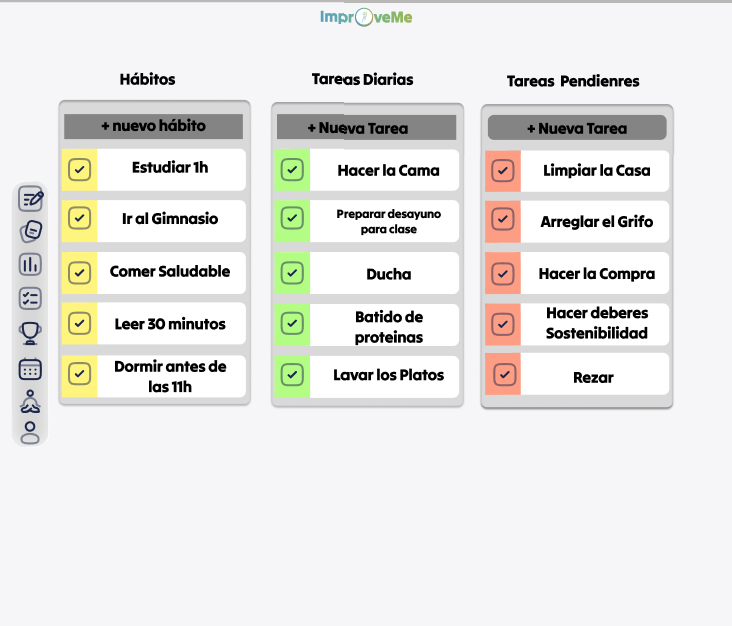 ImproveMe
Hábitos
+ nuevo hábito
Estudiar 1h
Ir al Gimnasio
Comer Saludable
Leer 30 minutos
Dormir antes de
las 11h
Tareas Diarias
+ Nueva Tarea
Hacer la Cama
Preparar desayuno
para clase
Ducha
Batido de
proteinas
Lavar los Platos
Tareas Pendienres
+ Nueva Tarea
Limpiar la Casa
Arreglar el Grifo
Hacer la Compra
Hacer deberes
Sostenibilidad
Rezar